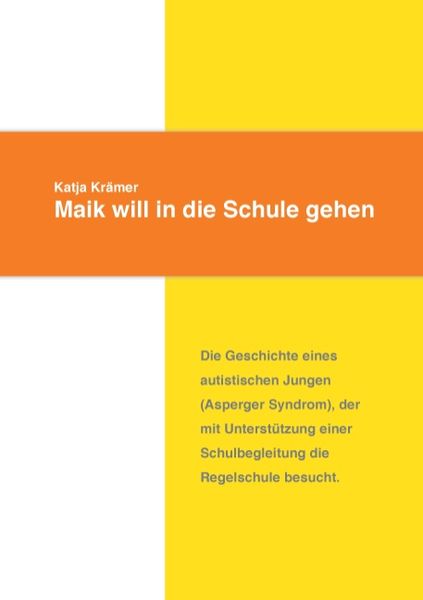 Katja Krämer
Maik will in die Schule gehen
Die Geschichte eines
autistischen Jungen
(Asperger Syndrom), der
mit Unterstützung einer
Schulbegleitung die
Regelschule besucht.